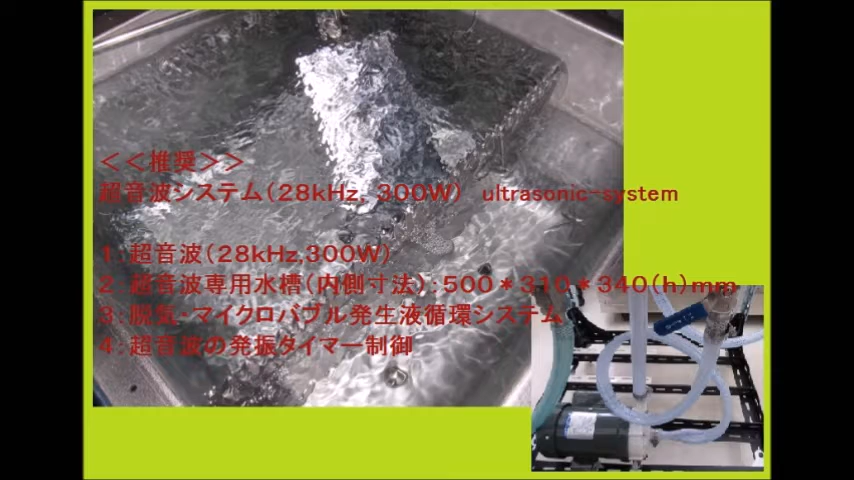 ＜＜推奨＞＞
超音波システム（２８ｋＨｚ，３００Ｗ） ultrasonic-system
１：超音波（２８ｋＨｚ，３００Ｗ）
２：超音波専用水槽（内側寸法）：５００＊３１０＊３４０（ｈ）ｍｍ
３：脱気・マイクロバブル発生液循環システム
４：超音波の発振タイマー制御